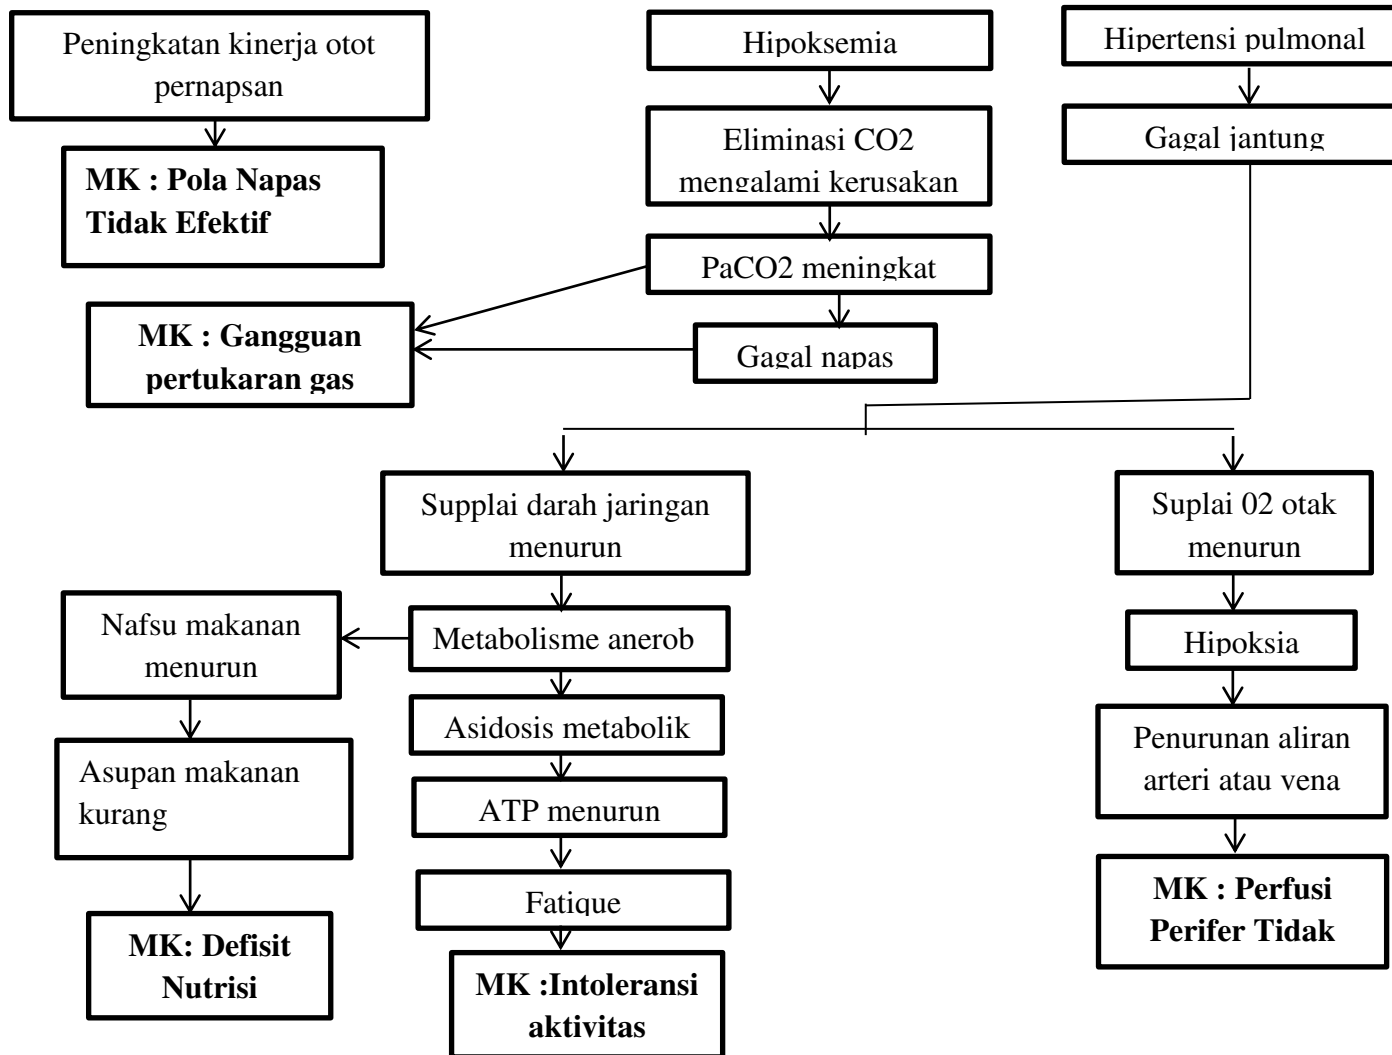 Peningkatan kinerja otot
pernapsan
MK : Pola Napas
Tidak Efektif
Hipoksemia
Eliminasi CO2
mengalami kerusakan
PaCO2 meningkat
Gagal napas
MK : Gangguan
pertukaran gas
Hipertensi pulmonal
Gagal jantung
Supplai darah jaringan
menurun
Metabolisme anerob
Nafsu makanan
menurun
Asupan makanan
kurang
MK: Defisit
Nutrisi
Asidosis metabolik
ATP menurun
Fatique
MK :Intoleransi
aktivitas
Suplai 02 otak
menurun
Hipoksia
Penurunan aliran
arteri atau vena
MK : Perfusi
Perifer Tidak